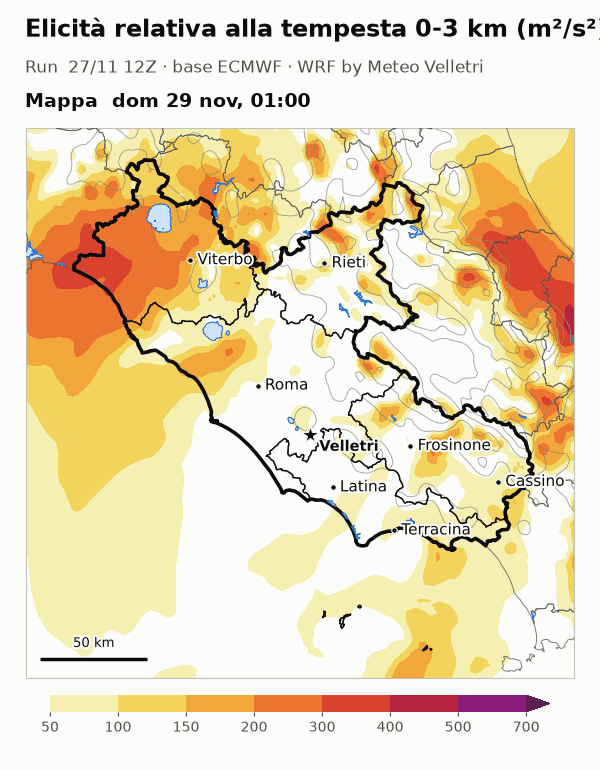 Elicità relativa alla tempesta 0-3 km (m²/s²)
Run  27/11 12Z · base ECMWF · WRF by Meteo Velletri
Mappa  dom 29 nov, 01:00
Viterbo
Rieti
Roma
Velletri
Frosinone
Cassino
Latina
Terracina
50 km
50 100 150 200 300 400 500 700